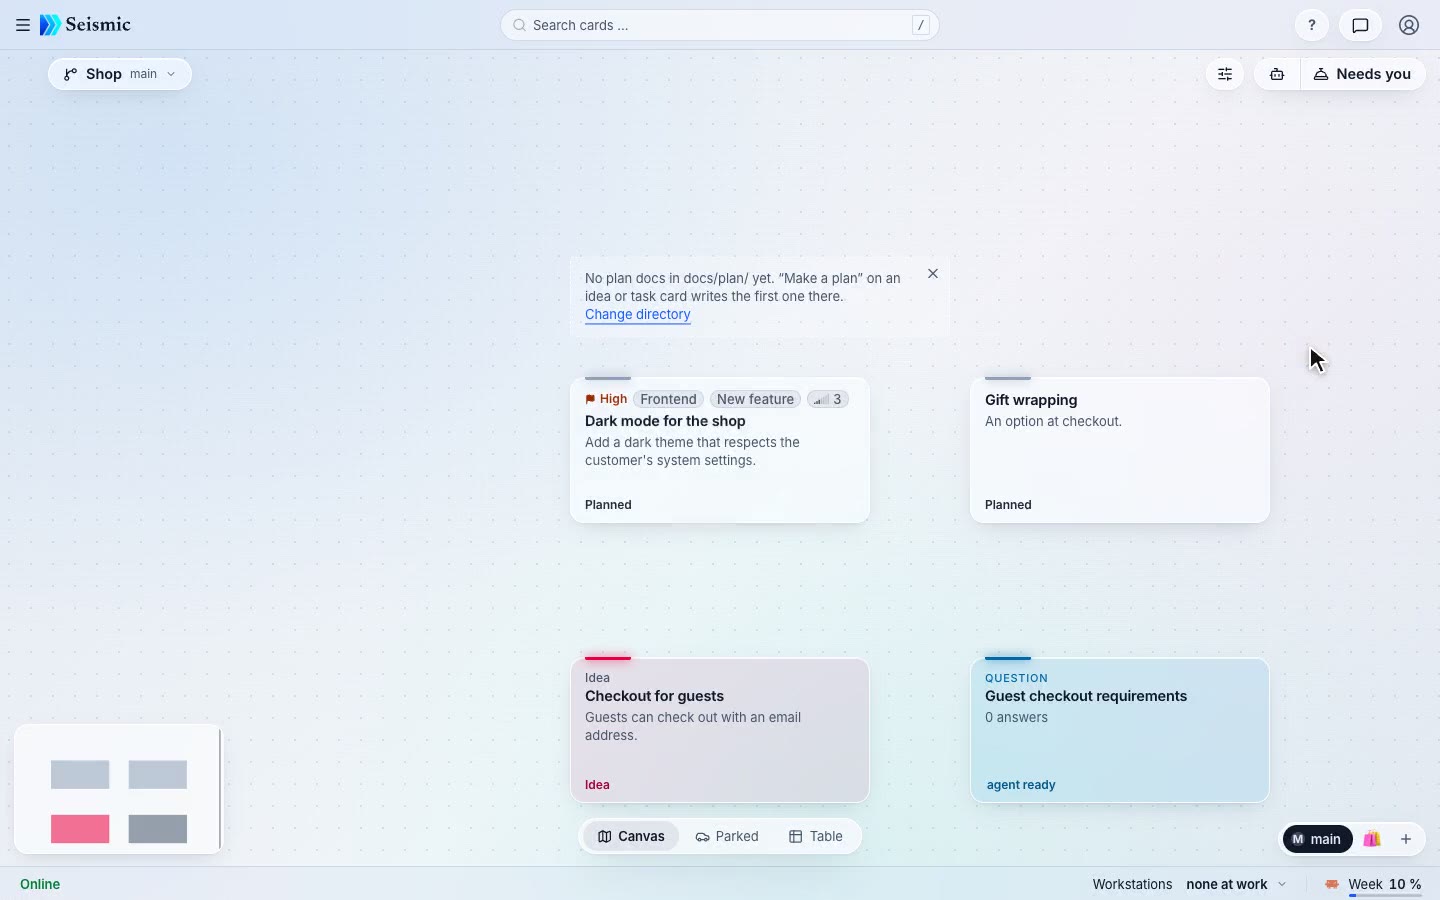 Seismic
Search cards ...
/
?
Shop main
Needs you
No plan docs in docs/plan/ yet. “Make a plan” on an
idea or task card writes the first one there.
Change directory
High Frontend New feature 3
Dark mode for the shop
Add a dark theme that respects the
customer's system settings.
Planned
Gift wrapping
An option at checkout.
Planned
Idea
Checkout for guests
Guests can check out with an email
address.
Idea
QUESTION
Guest checkout requirements
0 answers
agent ready
Canvas
Parked
Table
M main
Online
Workstations none at work
Week 10 %